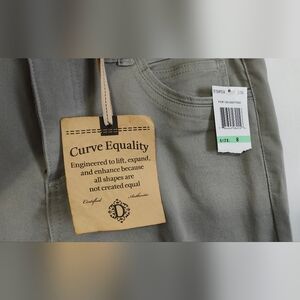 Curve Equality
Engineered to lift, expand,
and enhance because
all shapes are
not created equal
Certified Authentic
D
SIZE 8